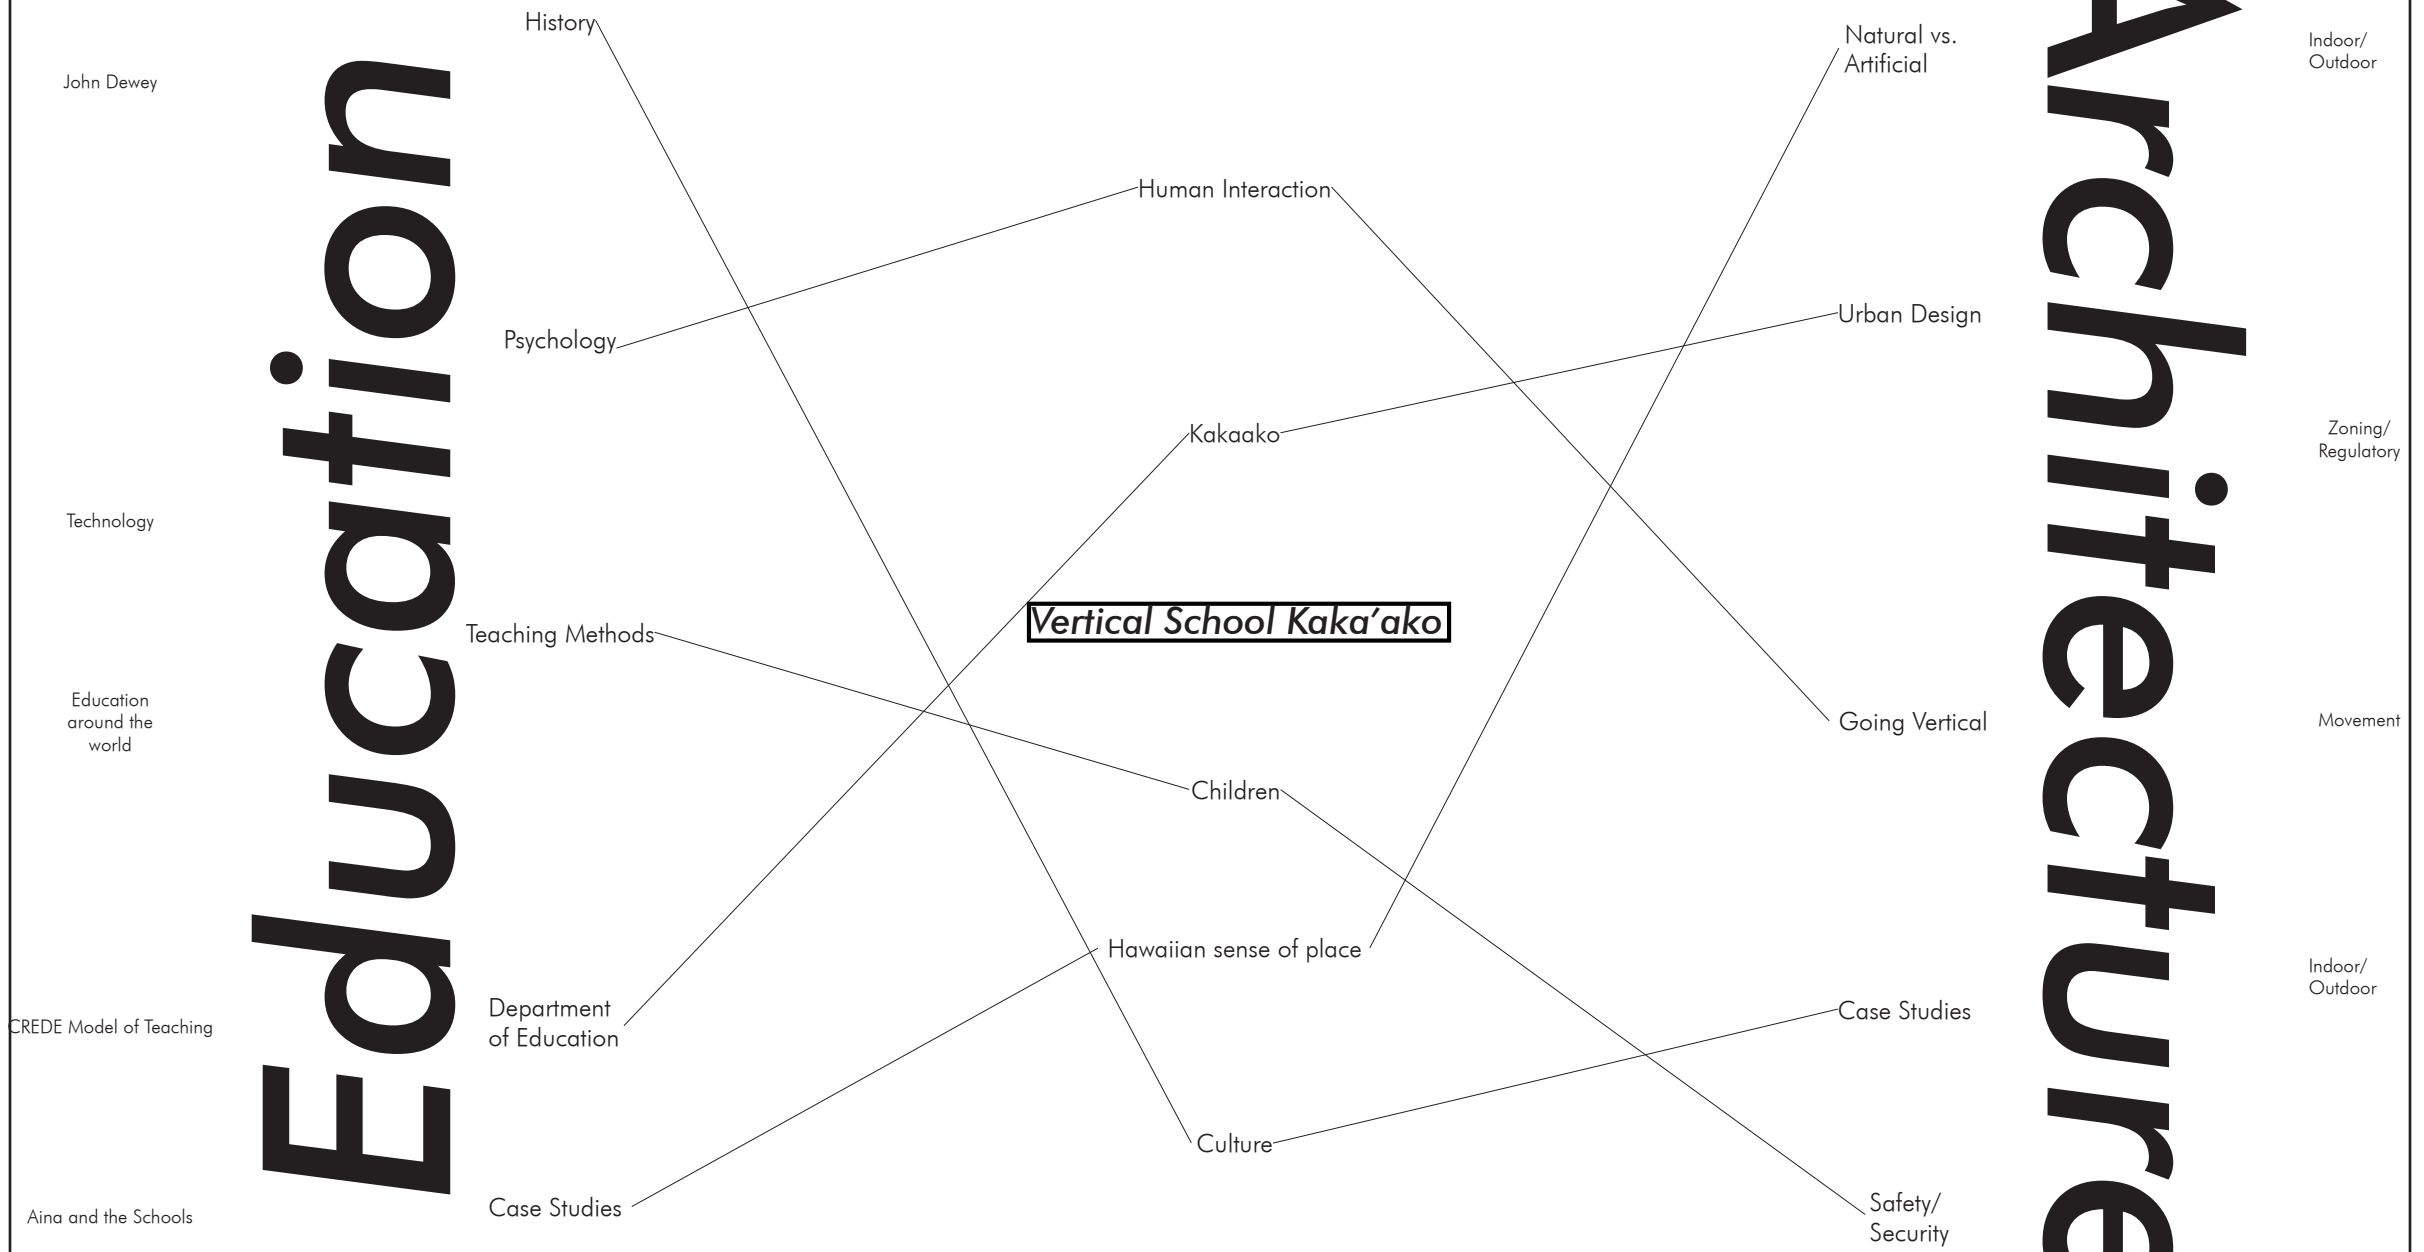 John Dewey
Technology
Education
around the
world
CREDE Model of Teaching
Aina and the Schools
Education
History
Psychology
Teaching Methods
Department
of Education
Case Studies
Human Interaction
Kakaako
Vertical School Kaka’ako
Children
Hawaiian sense of place
Culture
Natural vs.
Artificial
Urban Design
Going Vertical
Case Studies
Safety/
Security
Architecture
Indoor/
Outdoor
Zoning/
Regulatory
Movement
Indoor/
Outdoor